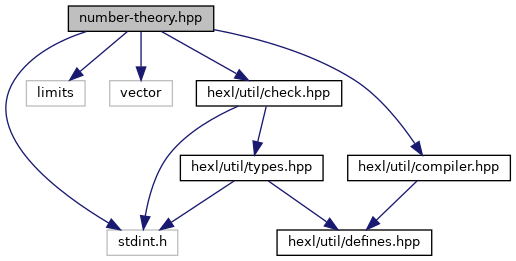 number-theory.hpp
limits
vector
hexl/util/check.hpp
hexl/util/types.hpp
hexl/util/compiler.hpp
stdint.h
hexl/util/defines.hpp